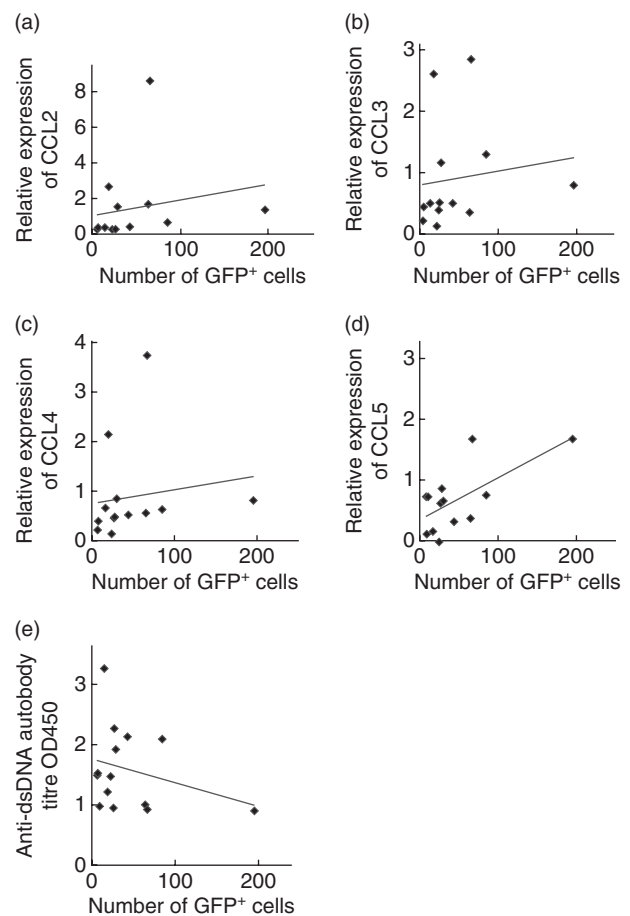 (a)
Relative expression
of CCL2
8
6
4
2
0
0 100 200
Number of GFP⁺ cells
(b)
Relative expression
of CCL3
3
2
1
0
0 100 200
Number of GFP⁺ cells
(c)
Relative expression
of CCL4
4
3
2
1
0
0 100 200
Number of GFP⁺ cells
(d)
Relative expression
of CCL5
3
2
1
0
0 100 200
Number of GFP⁺ cells
(e)
Anti-dsDNA autobody
titre OD450
3
2
1
0
0 100 200
Number of GFP⁺ cells